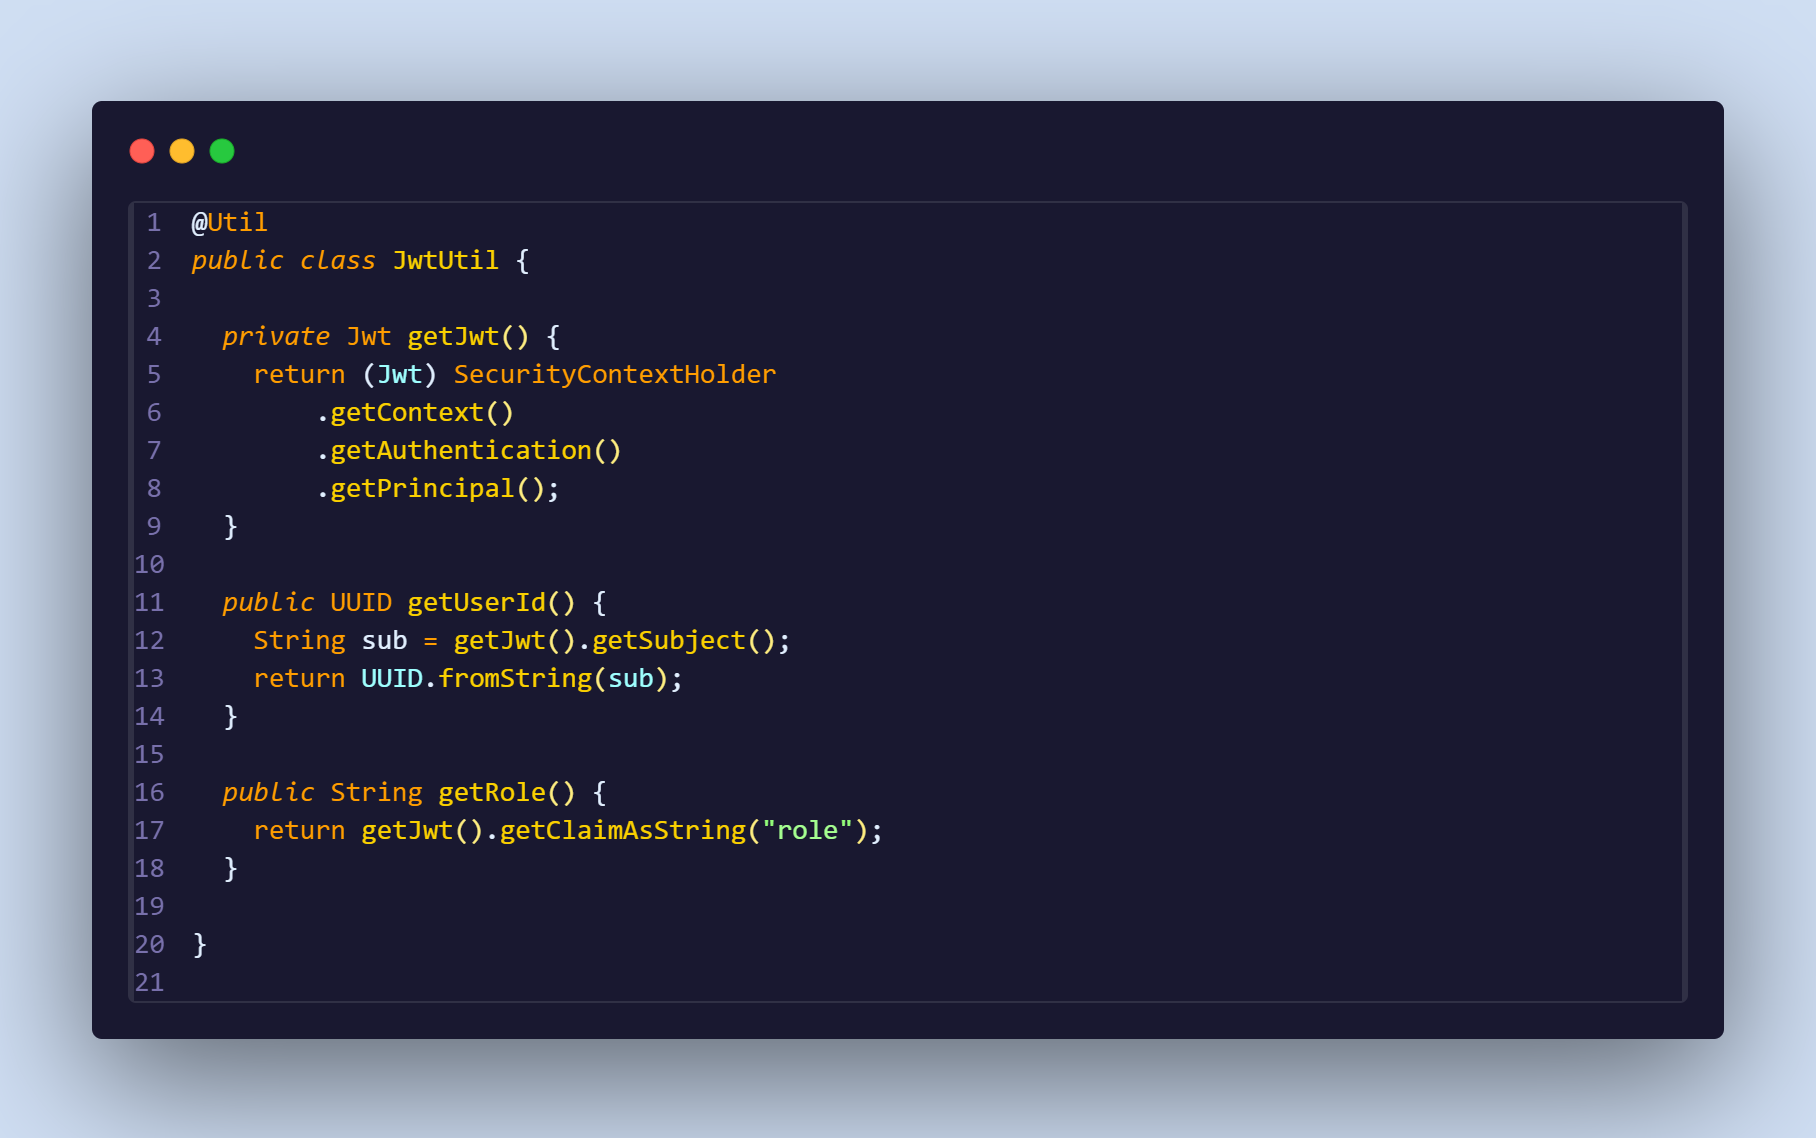 1 @Util
2 public class JwtUtil {
3
4   private Jwt getJwt() {
5     return (Jwt) SecurityContextHolder
6         .getContext()
7         .getAuthentication()
8         .getPrincipal();
9   }
10
11   public UUID getUserId() {
12     String sub = getJwt().getSubject();
13     return UUID.fromString(sub);
14   }
15
16   public String getRole() {
17     return getJwt().getClaimAsString("role");
18   }
19
20 }
21